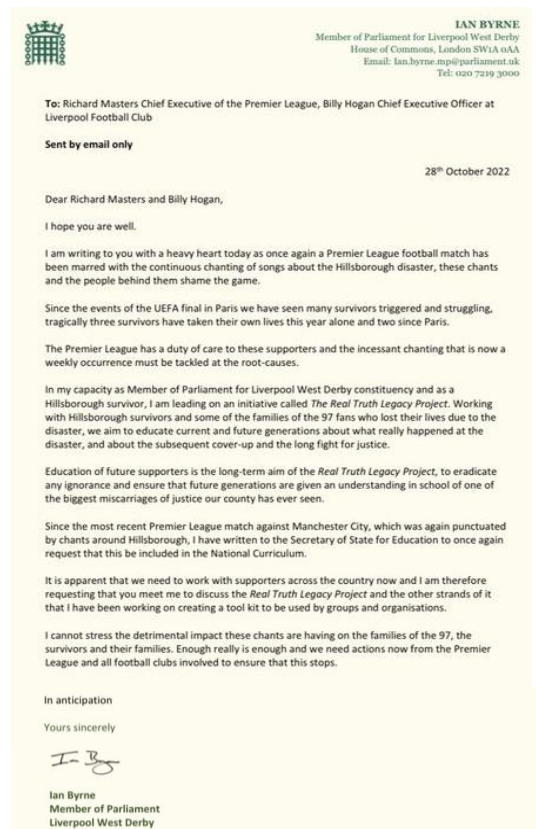 IAN BYRNE
Member of Parliament for Liverpool West Derby
House of Commons, London SW1A 0AA
Email: Ian.byrne.mp@parliament.uk
Tel: 020 7219 3000
To: Richard Masters Chief Executive of the Premier League, Billy Hogan Chief Executive Officer at
Liverpool Football Club
Sent by email only
28th October 2022
Dear Richard Masters and Billy Hogan,
I hope you are well.
I am writing to you with a heavy heart today as once again a Premier League football match has
been marred with the continuous chanting of songs about the Hillsborough disaster, these chants
and the people behind them shame the game.
Since the events of the UEFA final in Paris we have seen many survivors triggered and struggling,
tragically three survivors have taken their own lives this year alone and two since Paris.
The Premier League has a duty of care to these supporters and the incessant chanting that is now a
weekly occurrence must be tackled at the root-causes.
In my capacity as Member of Parliament for Liverpool West Derby constituency and as a
Hillsborough survivor, I am leading on an initiative called The Real Truth Legacy Project. Working
with Hillsborough survivors and some of the families of the 97 fans who lost their lives due to the
disaster, we aim to educate current and future generations about what really happened at the
disaster, and about the subsequent cover-up and the long fight for justice.
Education of future supporters is the long-term aim of the Real Truth Legacy Project, to eradicate
any ignorance and ensure that future generations are given an understanding in school of one of
the biggest miscarriages of justice our county has ever seen.
Since the most recent Premier League match against Manchester City, which was again punctuated
by chants around Hillsborough, I have written to the Secretary of State for Education to once again
request that this be included in the National Curriculum.
It is apparent that we need to work with supporters across the country now and I am therefore
requesting that you meet me to discuss the Real Truth Legacy Project and the other strands of it
that I have been working on creating a tool kit to be used by groups and organisations.
I cannot stress the detrimental impact these chants are having on the families of the 97, the
survivors and their families. Enough really is enough and we need actions now from the Premier
League and all football clubs involved to ensure that this stops.
In anticipation
Yours sincerely
Ian Byrne
Member of Parliament
Liverpool West Derby